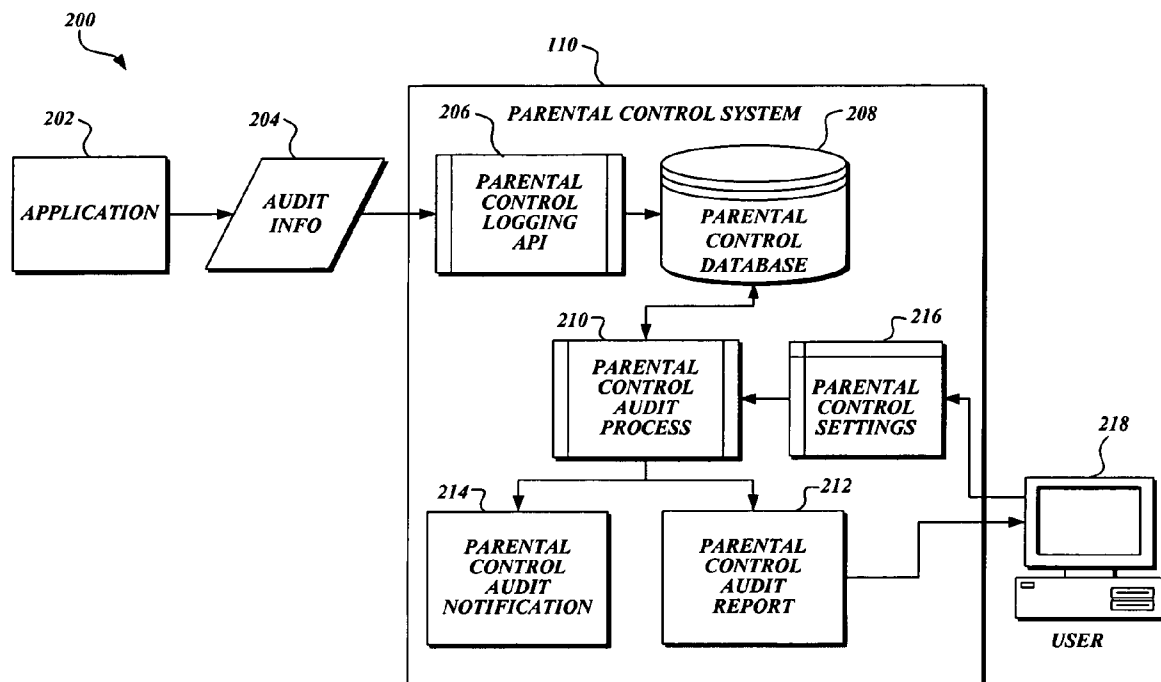 200
110
202
204
PARENTAL CONTROL SYSTEM
206
208
APPLICATION
AUDIT
INFO
PARENTAL
CONTROL
LOGGING
API
PARENTAL
CONTROL
DATABASE
210
216
PARENTAL
CONTROL
AUDIT
PROCESS
PARENTAL
CONTROL
SETTINGS
218
214
212
PARENTAL
CONTROL
AUDIT
NOTIFICATION
PARENTAL
CONTROL
AUDIT
REPORT
USER